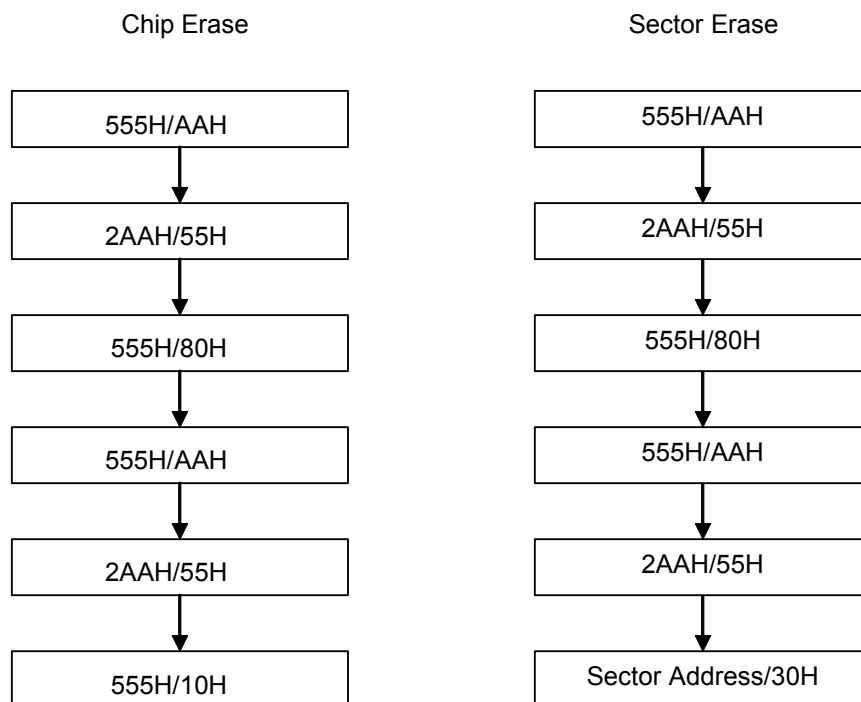 Chip Erase
555H/AAH
2AAH/55H
555H/80H
555H/AAH
2AAH/55H
555H/10H
Sector Erase
555H/AAH
2AAH/55H
555H/80H
555H/AAH
2AAH/55H
Sector Address/30H